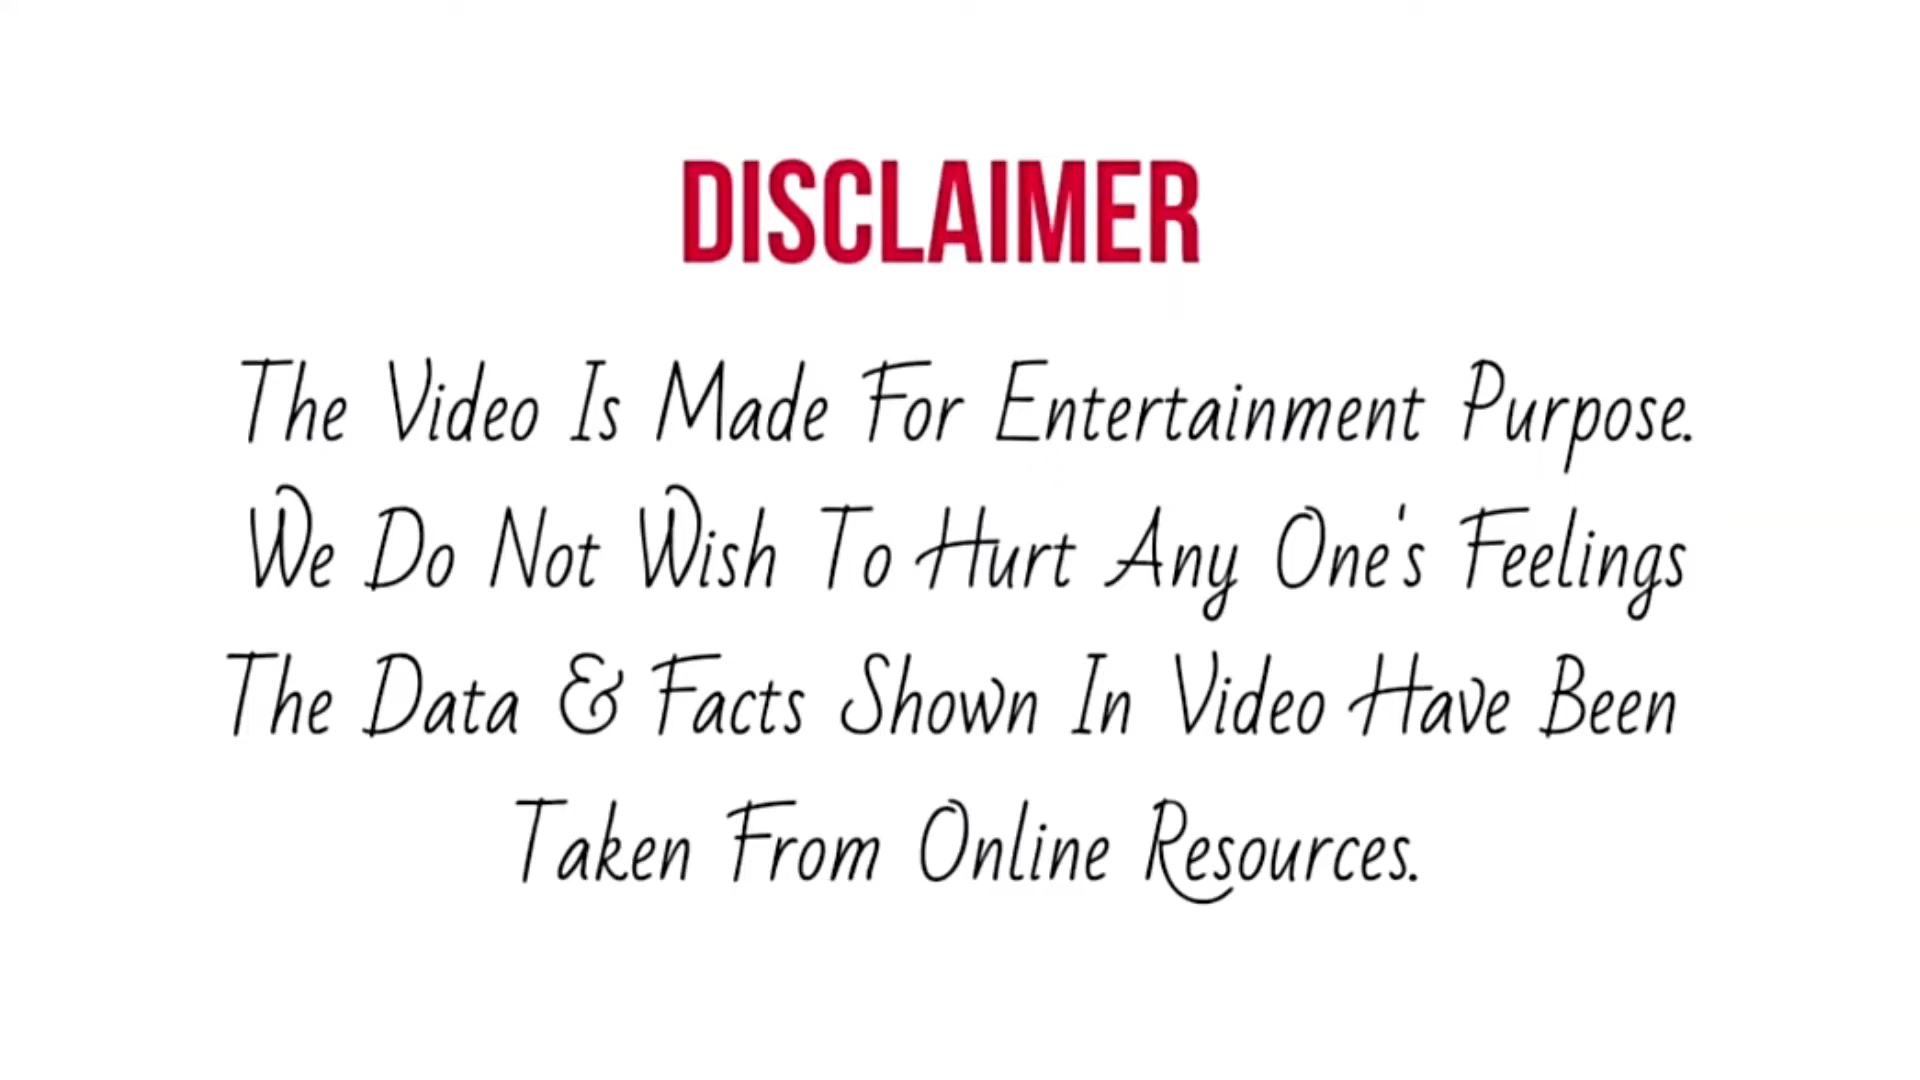 DISCLAIMER
The Video Is Made For Entertainment Purpose.
We Do Not Wish To Hurt Any One's Feelings
The Data & Facts Shown In Video Have Been
Taken From Online Resources.